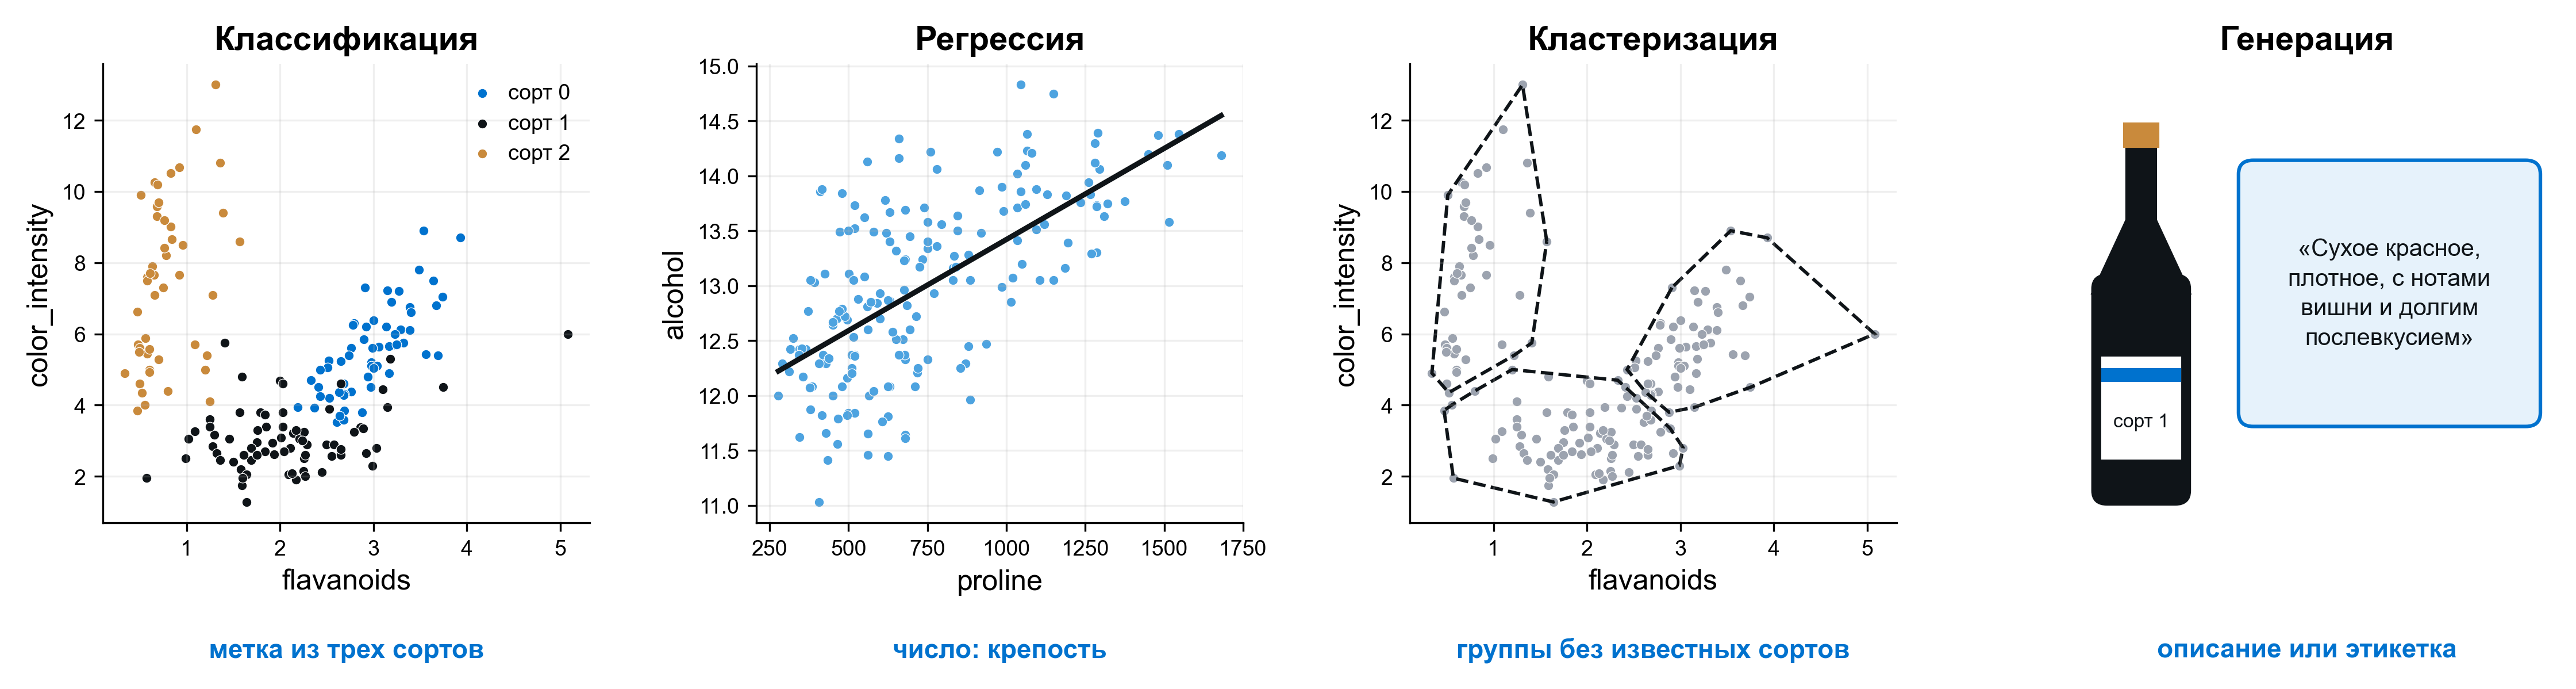 Классификация
сорт 0
сорт 1
сорт 2
12
10
8
6
4
2
color_intensity
1
2
3
4
5
flavanoids
метка из трех сортов
Регрессия
15.0
14.5
14.0
13.5
13.0
12.5
12.0
11.5
11.0
alcohol
250
500
750
1000
1250
1500
1750
proline
число: крепость
Кластеризация
12
10
8
6
4
2
color_intensity
1
2
3
4
5
flavanoids
группы без известных сортов
Генерация
«Сухое красное,
плотное, с нотами
вишни и долгим
послевкусием»
сорт 1
описание или этикетка